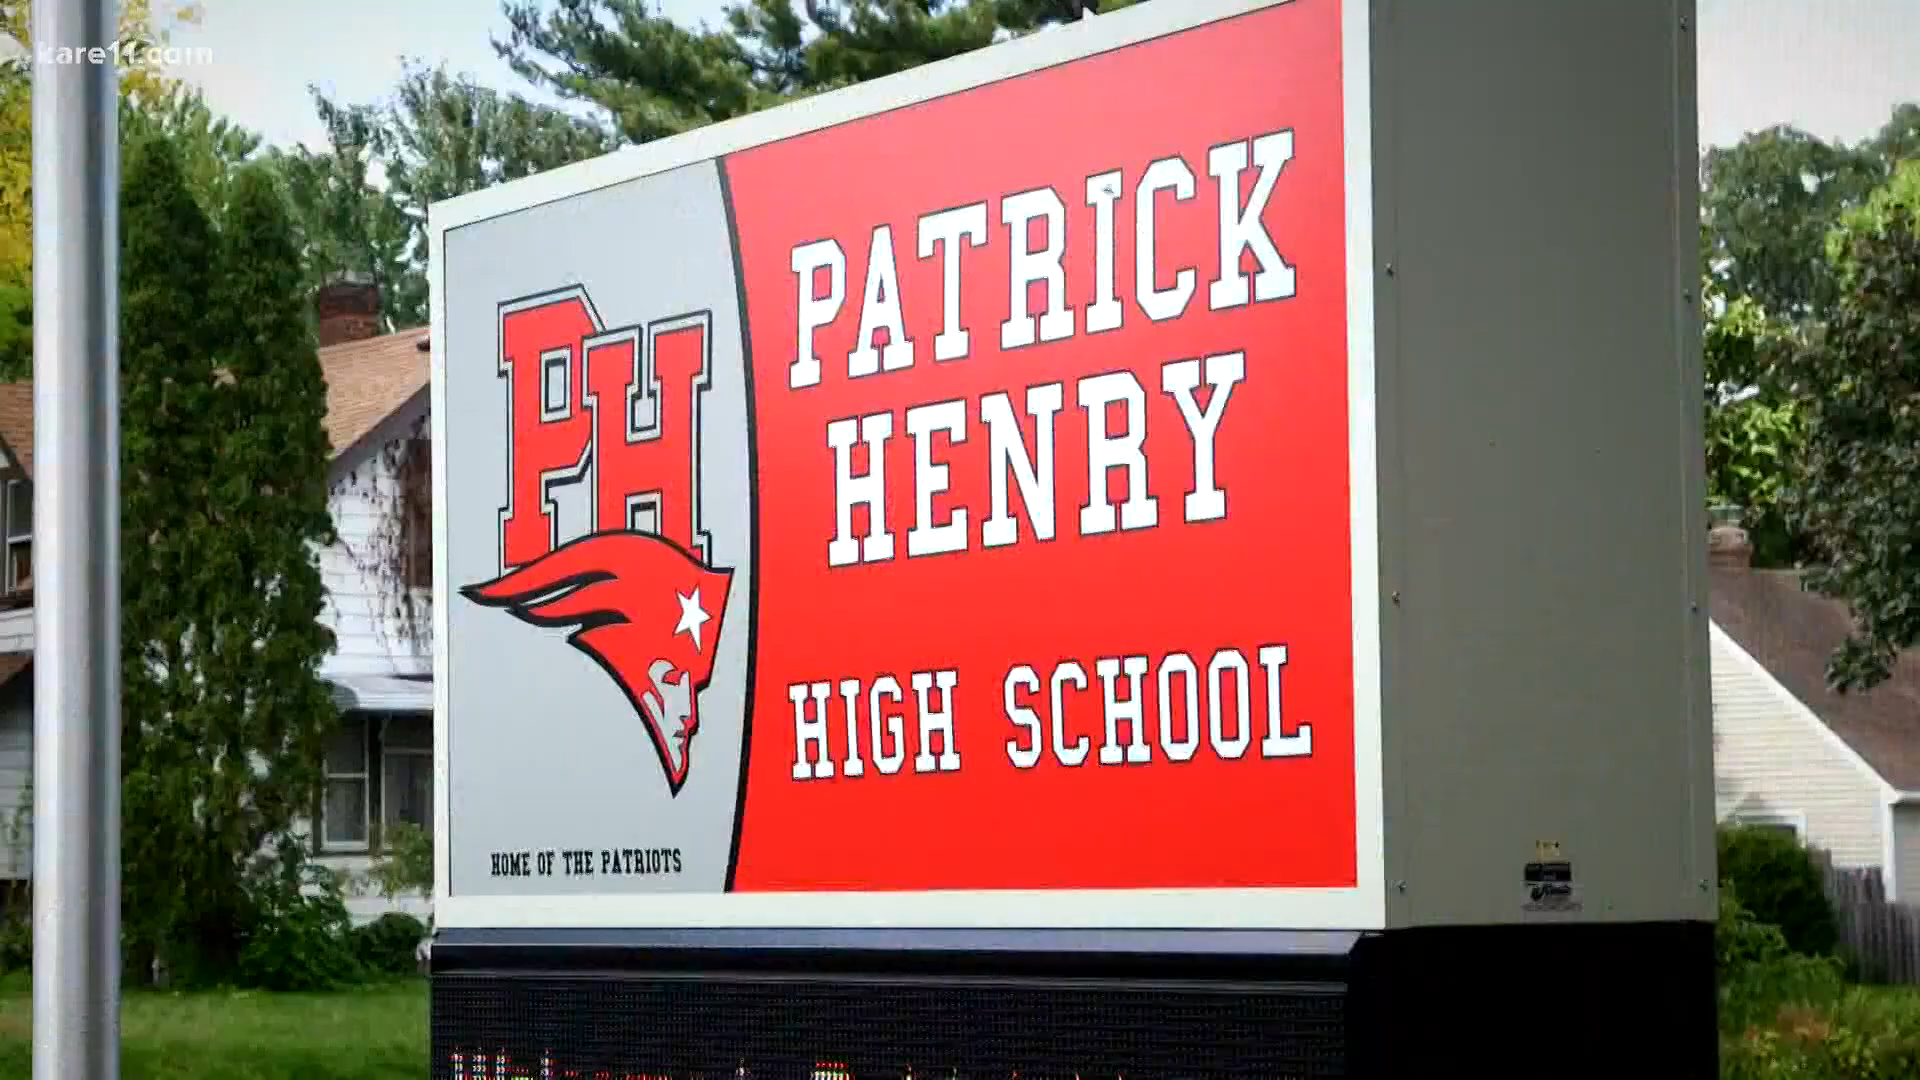 kare11.com
PATRICK
HENRY
HIGH SCHOOL
PH
HOME OF THE PATRIOTS